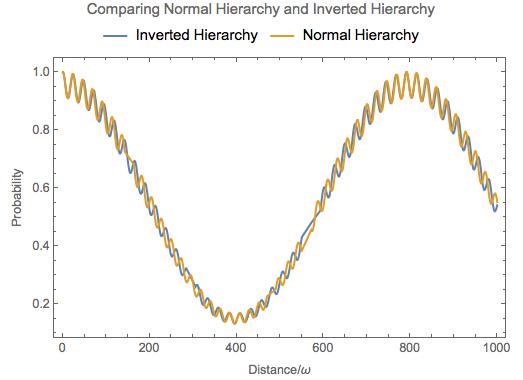 Comparing Normal Hierarchy and Inverted Hierarchy
Inverted Hierarchy Normal Hierarchy
1.0
0.8
0.6
0.4
0.2
Probability
0 200 400 600 800 1000
Distance/ω